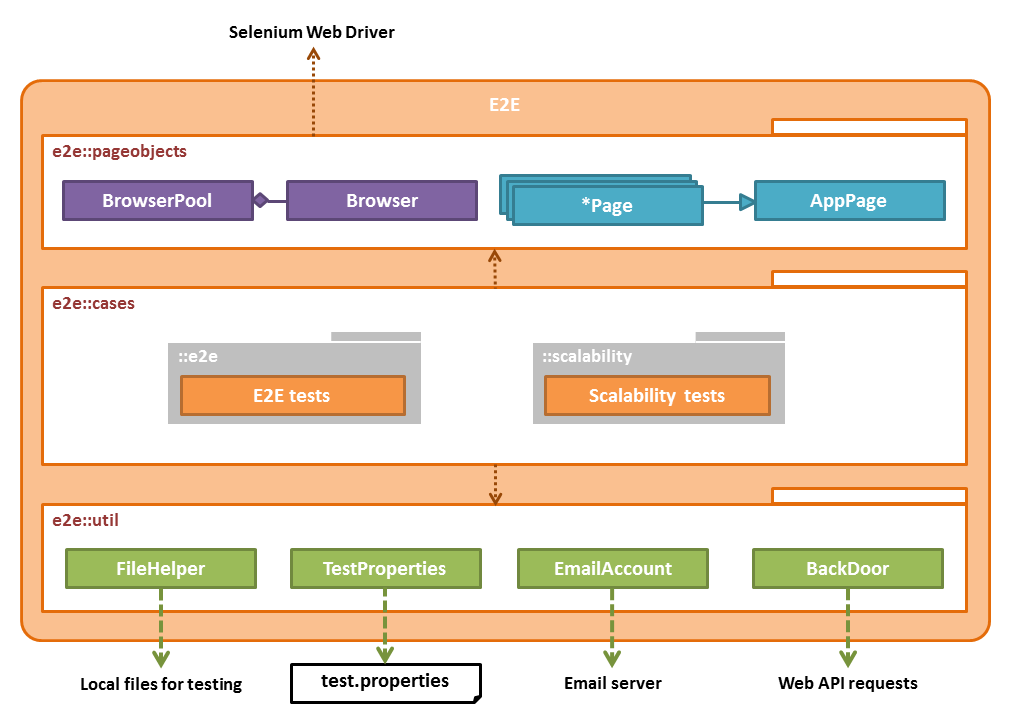 Selenium Web Driver
E2E
e2e::pageobjects
BrowserPool
Browser
*Page
AppPage
e2e::cases
::e2e
E2E tests
::scalability
Scalability tests
e2e::util
FileHelper
TestProperties
EmailAccount
BackDoor
Local files for testing
test.properties
Email server
Web API requests